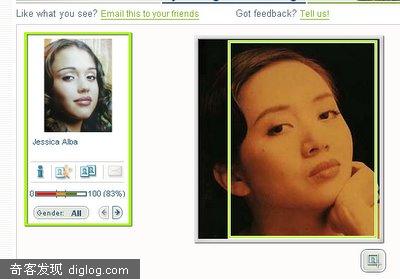 Like what you see? Email this to your friends Got feedback? Tell us!
Jessica Alba
0 100 (83%)
Gender: All
奇客发现 diglog.com